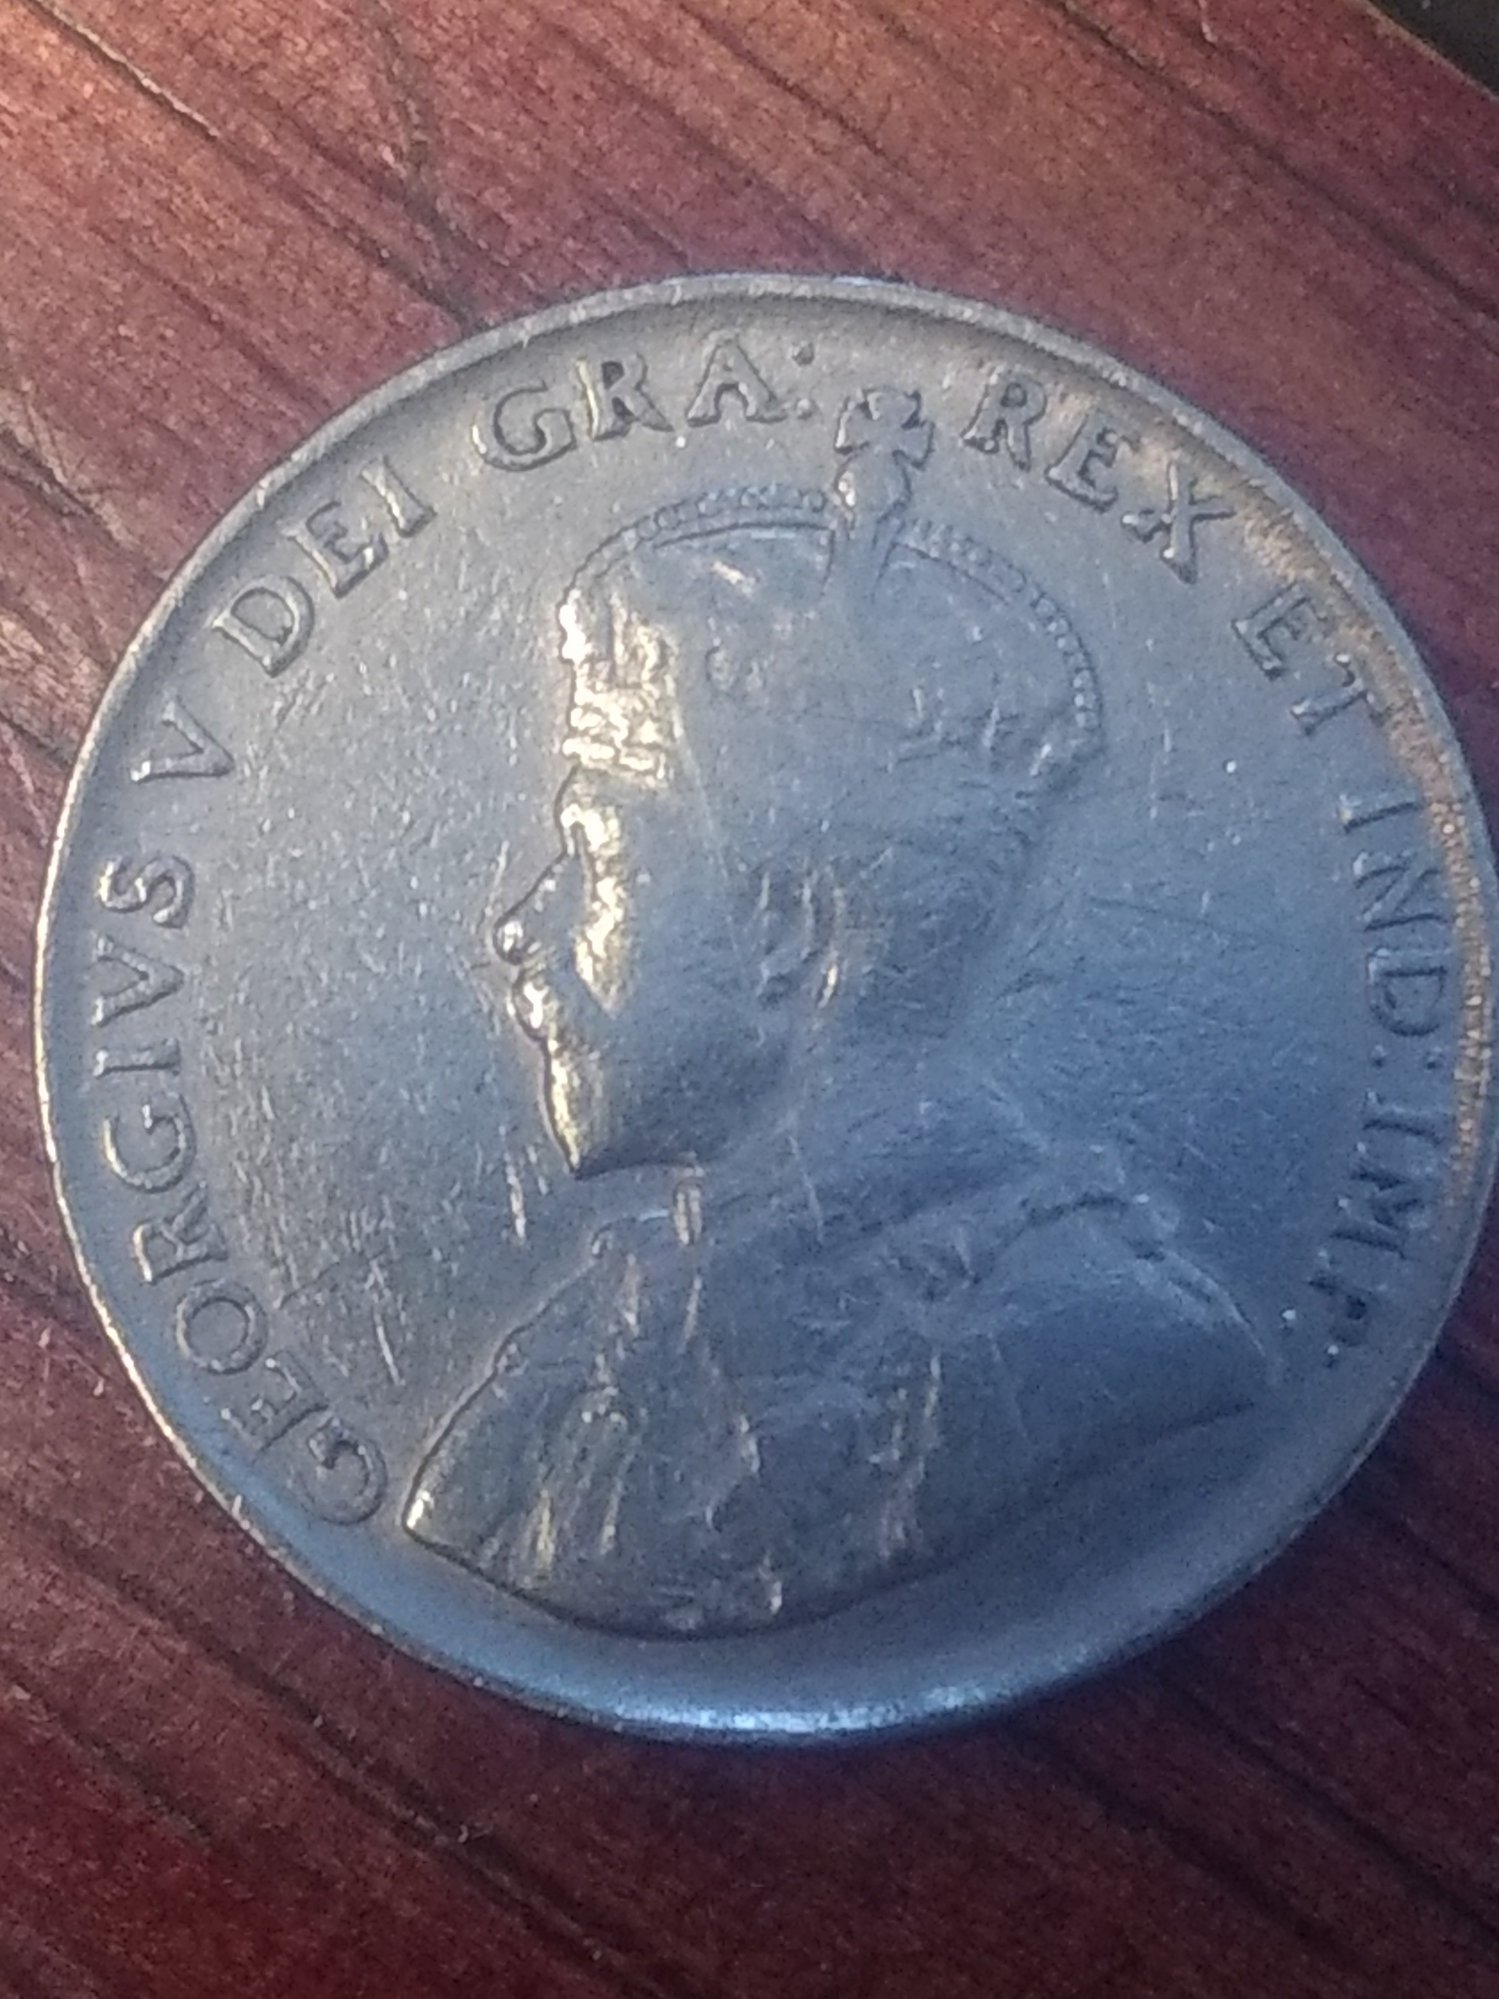 GEORGIVS V DEI GRA: REX ET IND: IMP.